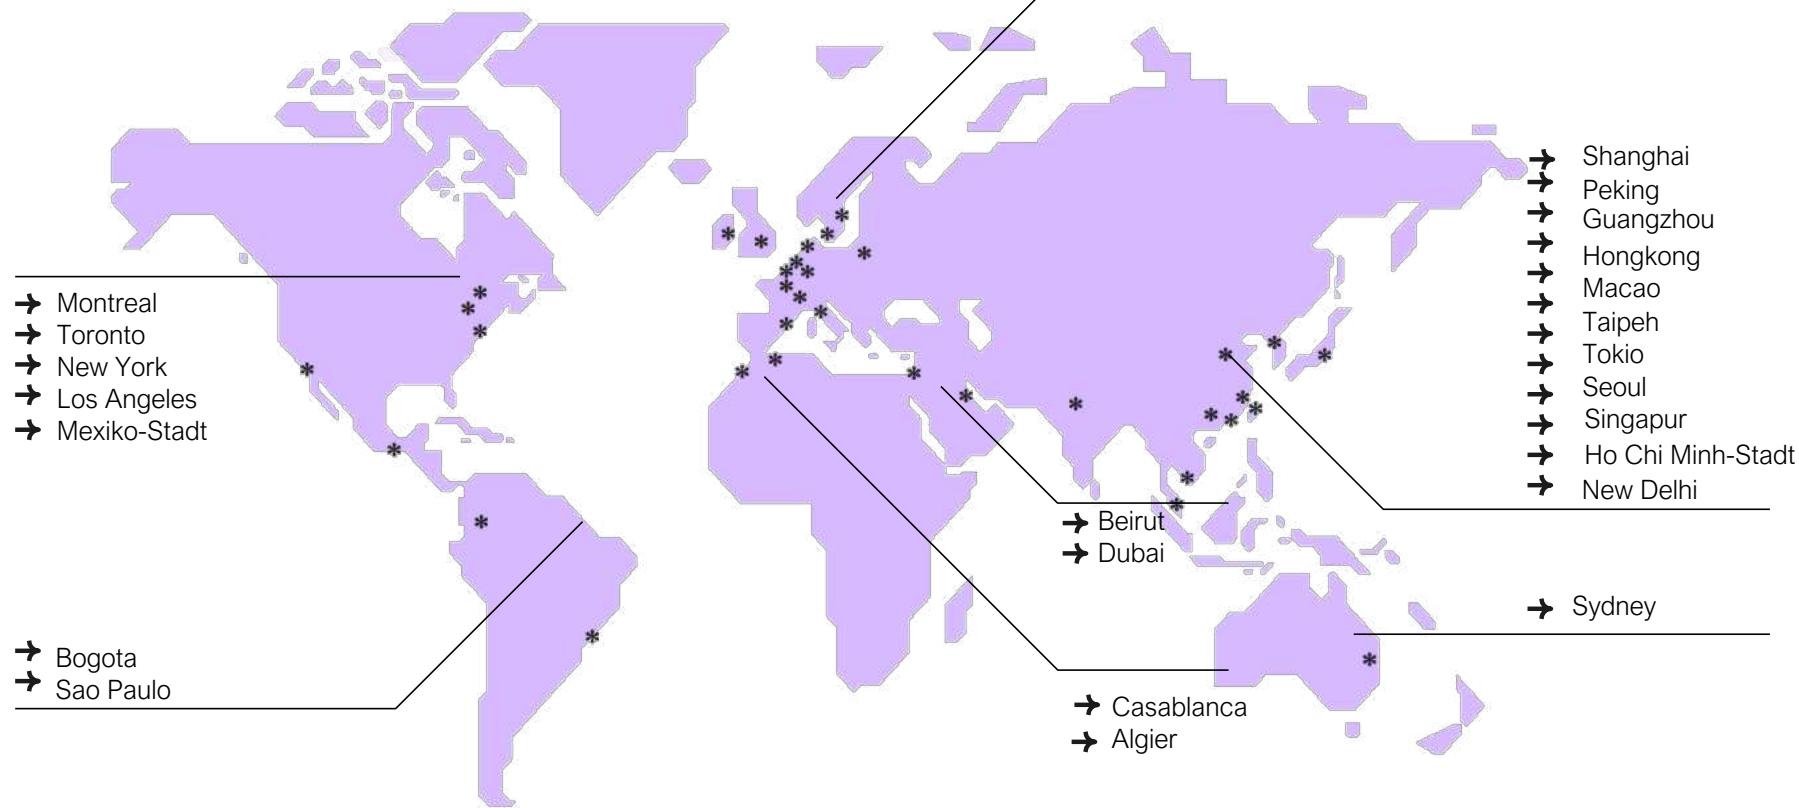 Montreal
Toronto
New York
Los Angeles
Mexiko-Stadt
Bogota
Sao Paulo
Beirut
Dubai
Casablanca
Algier
Shanghai
Peking
Guangzhou
Hongkong
Macao
Taipeh
Tokio
Seoul
Singapur
Ho Chi Minh-Stadt
New Delhi
Sydney